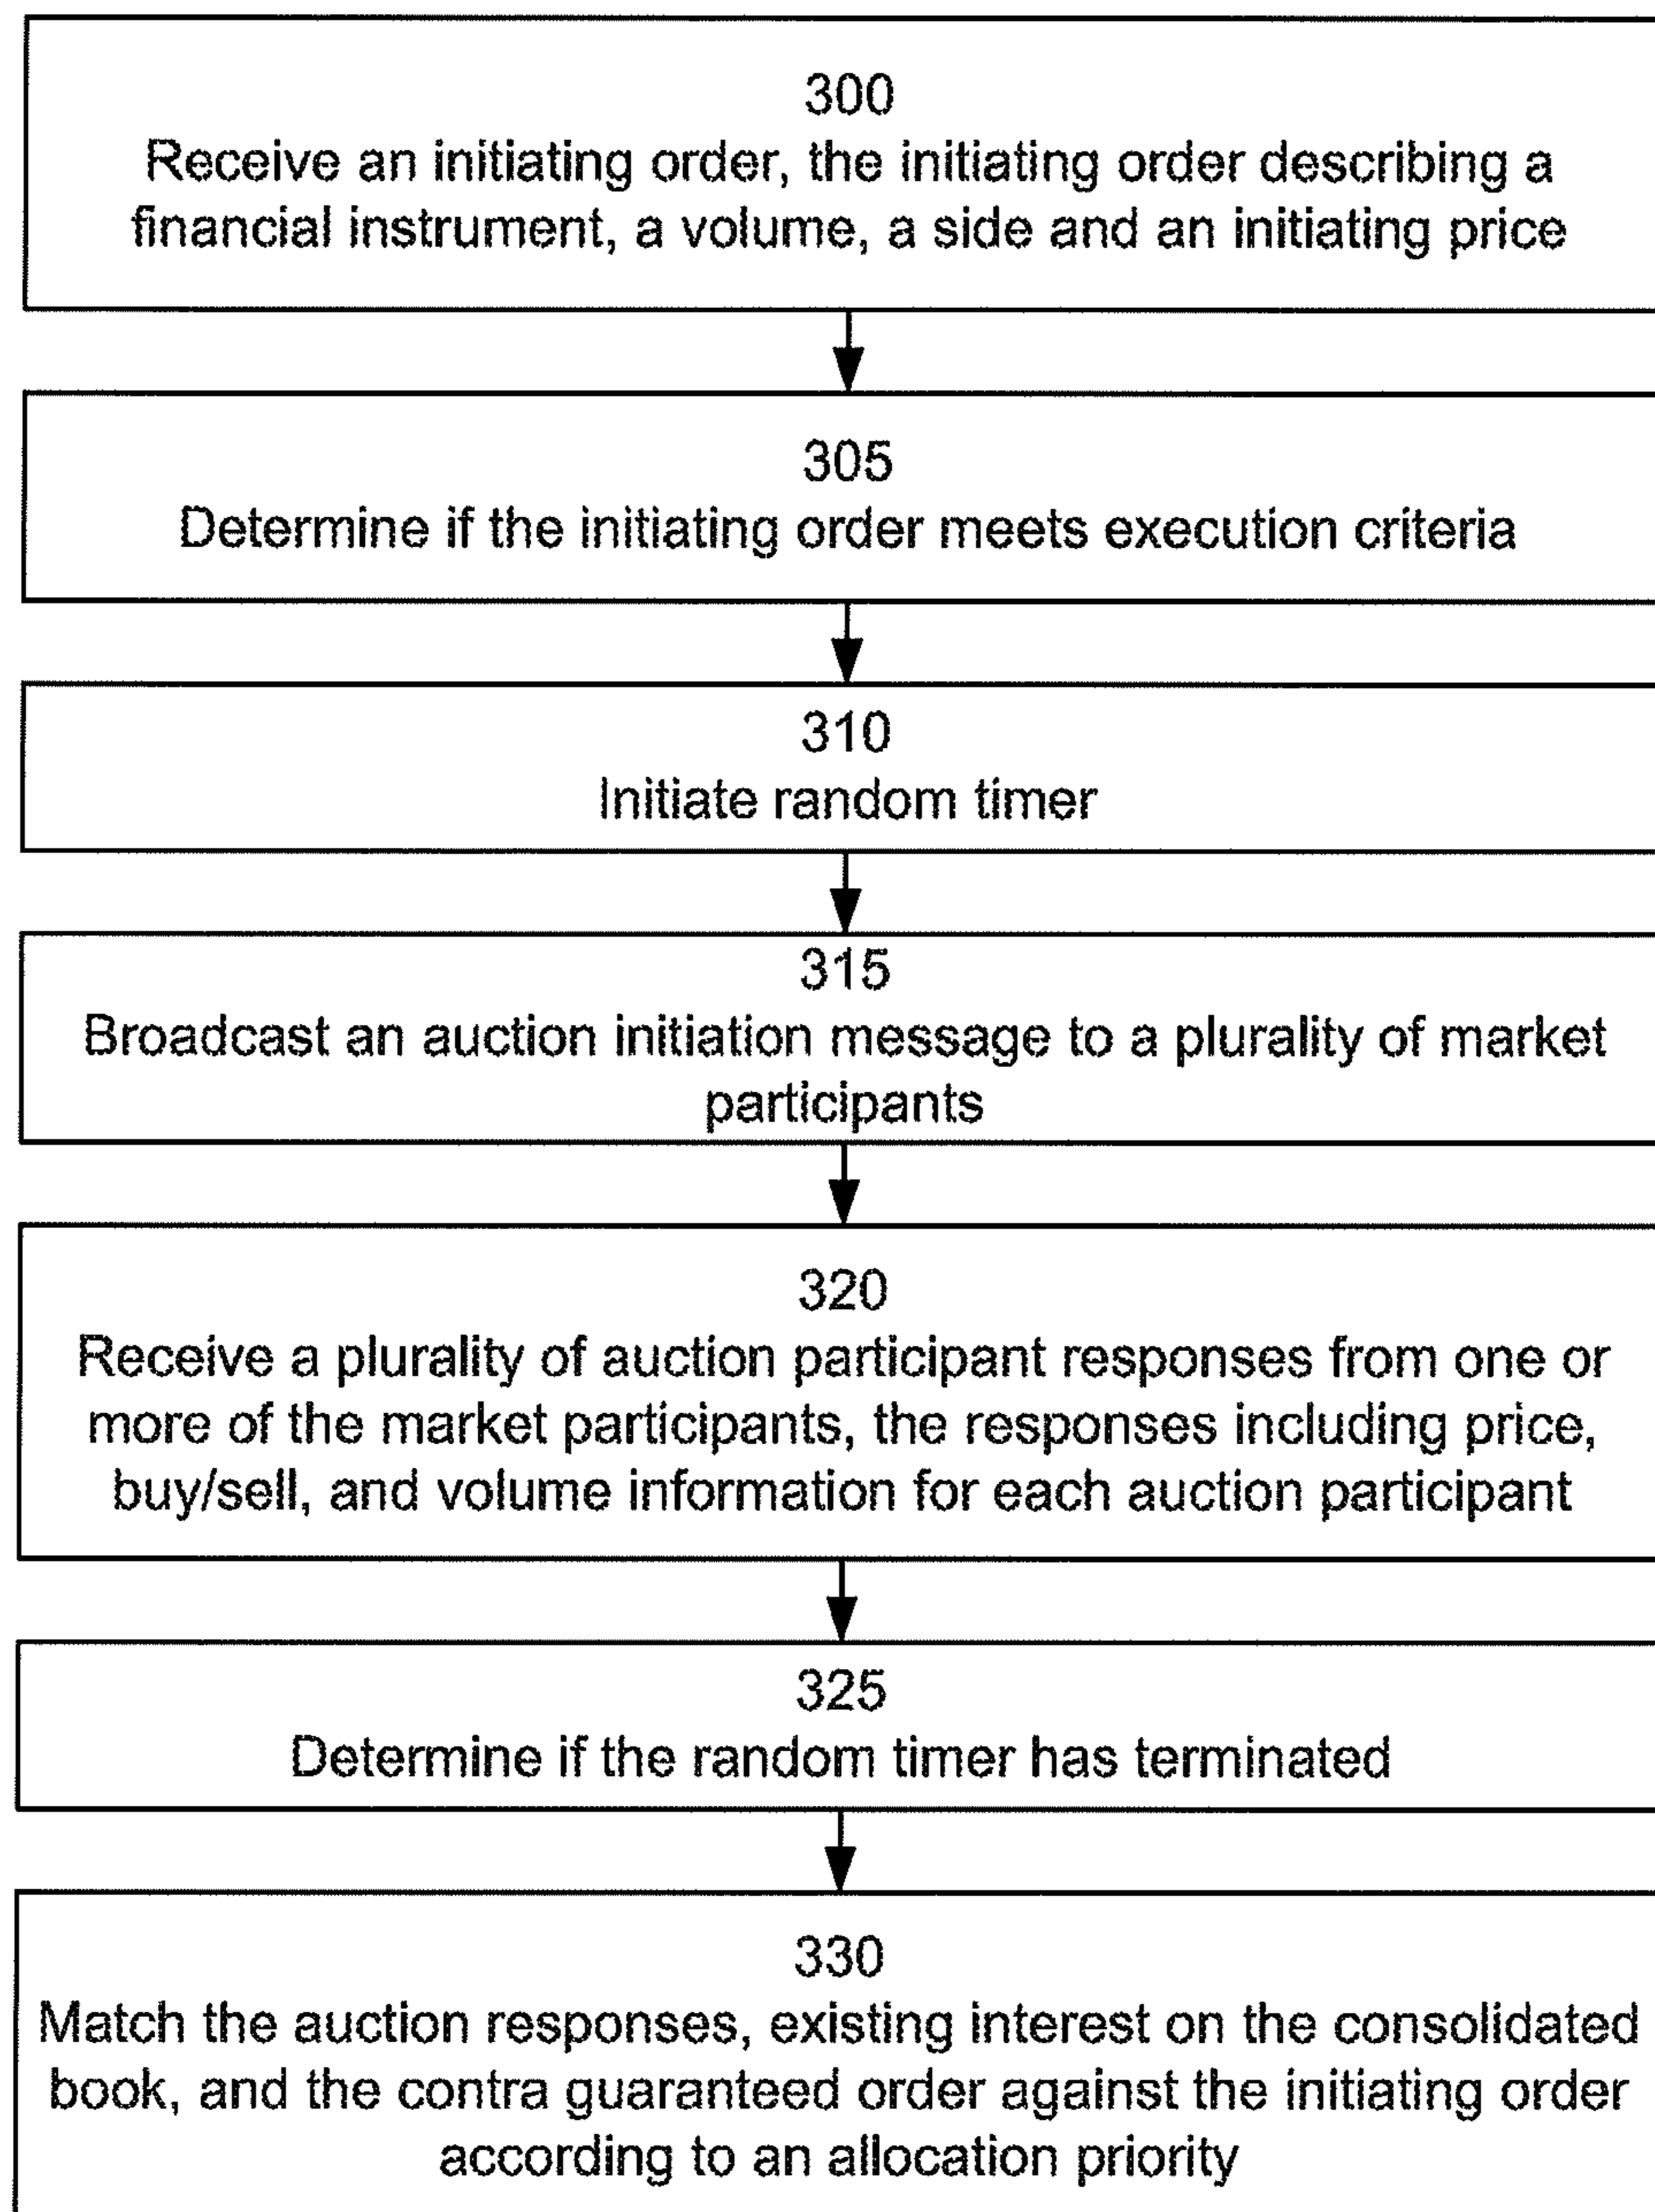 300
Receive an initiating order, the initiating order describing a
financial instrument, a volume, a side and an initiating price
305
Determine if the initiating order meets execution criteria
310
Initiate random timer
315
Broadcast an auction initiation message to a plurality of market
participants
320
Receive a plurality of auction participant responses from one or
more of the market participants, the responses including price,
buy/sell, and volume information for each auction participant
325
Determine if the random timer has terminated
330
Match the auction responses, existing interest on the consolidated
book, and the contra guaranteed order against the initiating order
according to an allocation priority